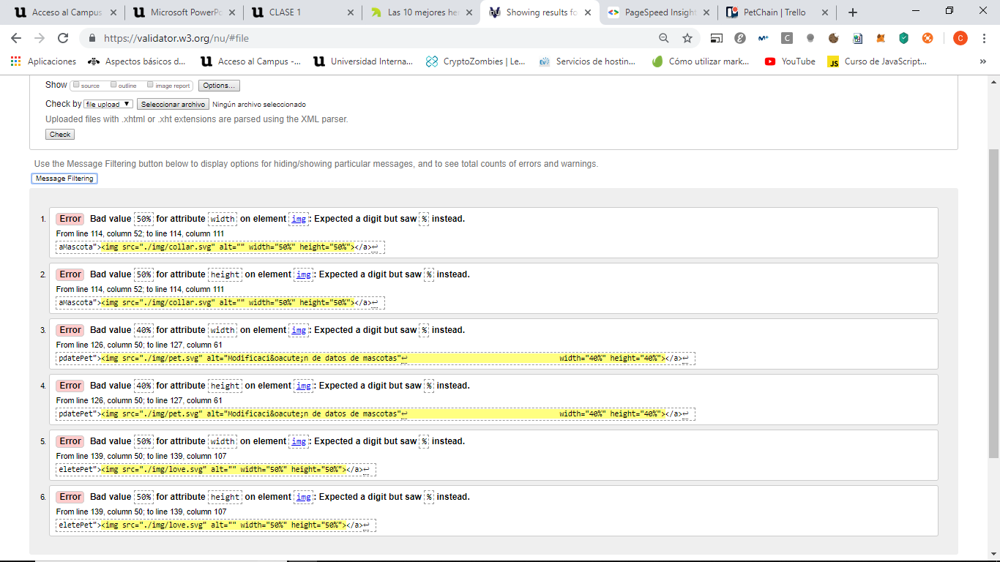 Acceso al Campus
Microsoft PowerPo
CLASE 1
Las 10 mejores her
Showing results fo
PageSpeed Insight
PetChain | Trello
https://validator.w3.org/nu/#file
Aplicaciones
Aspectos básicos d...
Acceso al Campus -...
Universidad Interna...
CryptoZombies | Le...
Servicios de hostin...
Cómo utilizar mark...
YouTube
Curso de JavaScript...
Show source outline image report Options...
Check by file upload Seleccionar archivo Ningún archivo seleccionado
Uploaded files with .xhtml or .xht extensions are parsed using the XML parser.
Check
Use the Message Filtering button below to display options for hiding/showing particular messages, and to see total counts of errors and warnings.
Message Filtering
1. Error Bad value 50% for attribute width on element img: Expected a digit but saw % instead.
From line 114, column 52; to line 114, column 111
aMascota"><img src="./img/collar.svg" alt="" width="50%" height="50%"></a>↩
2. Error Bad value 50% for attribute height on element img: Expected a digit but saw % instead.
From line 114, column 52; to line 114, column 111
aMascota"><img src="./img/collar.svg" alt="" width="50%" height="50%"></a>↩
3. Error Bad value 40% for attribute width on element img: Expected a digit but saw % instead.
From line 126, column 50; to line 127, column 61
pdatePet"><img src="./img/pet.svg" alt="Modificaci&oacute;n de datos de mascotas"↩ width="40%" height="40%"></a>↩
4. Error Bad value 40% for attribute height on element img: Expected a digit but saw % instead.
From line 126, column 50; to line 127, column 61
pdatePet"><img src="./img/pet.svg" alt="Modificaci&oacute;n de datos de mascotas"↩ width="40%" height="40%"></a>↩
5. Error Bad value 50% for attribute width on element img: Expected a digit but saw % instead.
From line 139, column 50; to line 139, column 107
eletePet"><img src="./img/love.svg" alt="" width="50%" height="50%"></a>↩
6. Error Bad value 50% for attribute height on element img: Expected a digit but saw % instead.
From line 139, column 50; to line 139, column 107
eletePet"><img src="./img/love.svg" alt="" width="50%" height="50%"></a>↩